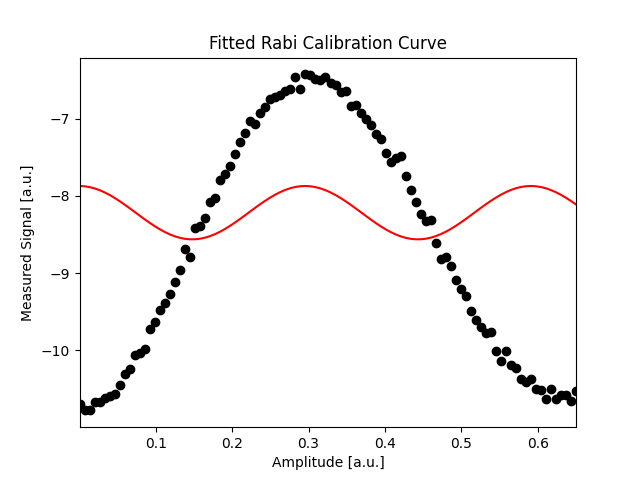 Fitted Rabi Calibration Curve
Measured Signal [a.u.]
−7
−8
−9
−10
0.1 0.2 0.3 0.4 0.5 0.6
Amplitude [a.u.]